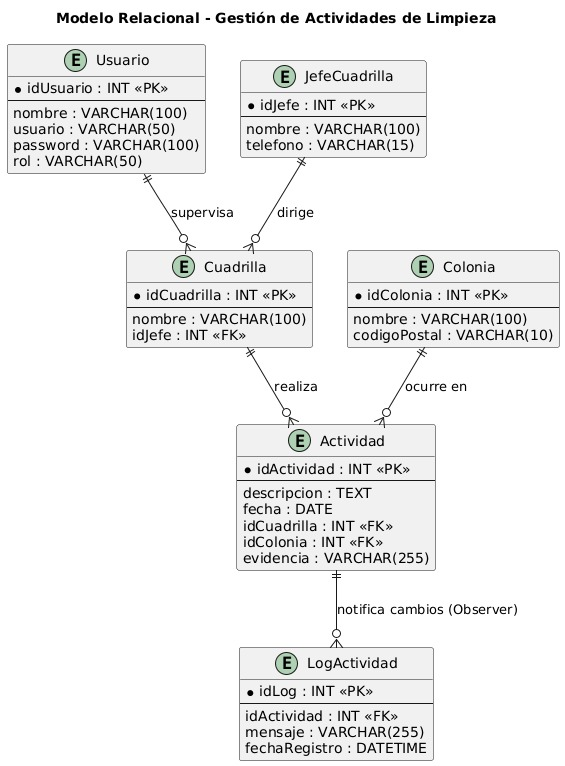 Modelo Relacional - Gestión de Actividades de Limpieza
E Usuario
* idUsuario : INT «PK»
nombre : VARCHAR(100)
usuario : VARCHAR(50)
password : VARCHAR(100)
rol : VARCHAR(50)
E JefeCuadrilla
* idJefe : INT «PK»
nombre : VARCHAR(100)
telefono : VARCHAR(15)
supervisa
dirige
E Cuadrilla
* idCuadrilla : INT «PK»
nombre : VARCHAR(100)
idJefe : INT «FK»
E Colonia
* idColonia : INT «PK»
nombre : VARCHAR(100)
codigoPostal : VARCHAR(10)
realiza
ocurre en
E Actividad
* idActividad : INT «PK»
descripcion : TEXT
fecha : DATE
idCuadrilla : INT «FK»
idColonia : INT «FK»
evidencia : VARCHAR(255)
notifica cambios (Observer)
E LogActividad
* idLog : INT «PK»
idActividad : INT «FK»
mensaje : VARCHAR(255)
fechaRegistro : DATETIME